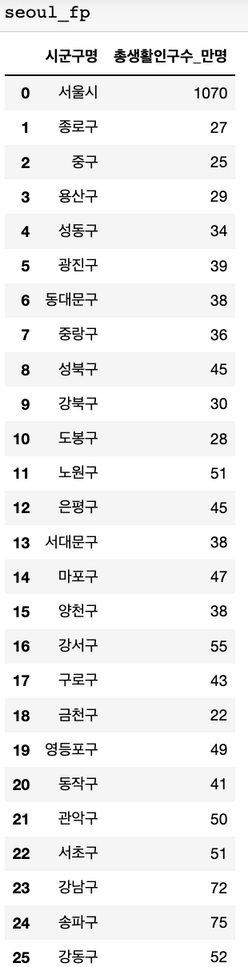 seoul_fp
시군구명 총생활인구수_만명
0 서울시 1070
1 종로구 27
2 중구 25
3 용산구 29
4 성동구 34
5 광진구 39
6 동대문구 38
7 중랑구 36
8 성북구 45
9 강북구 30
10 도봉구 28
11 노원구 51
12 은평구 45
13 서대문구 38
14 마포구 47
15 양천구 38
16 강서구 55
17 구로구 43
18 금천구 22
19 영등포구 49
20 동작구 41
21 관악구 50
22 서초구 51
23 강남구 72
24 송파구 75
25 강동구 52